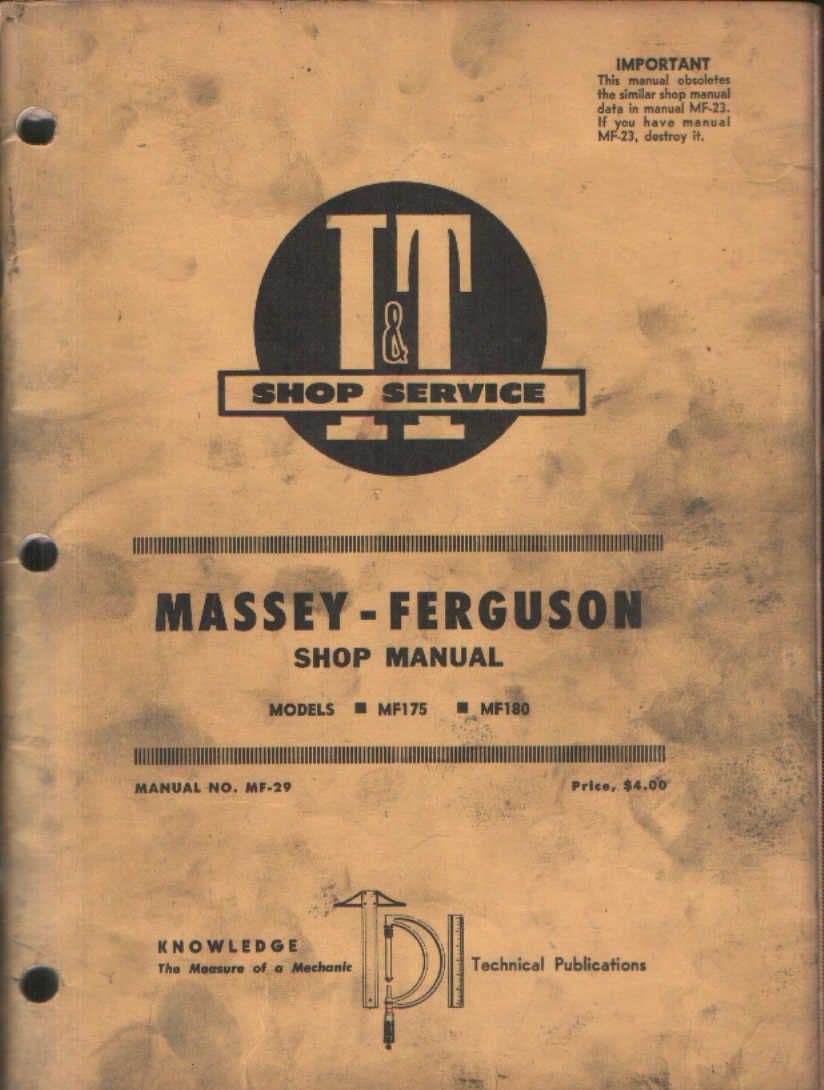 IMPORTANT
This manual obsoletes
the similar shop manual
data in manual MF-23.
If you have manual
MF-23, destroy it.
I&T
SHOP SERVICE
MASSEY-FERGUSON
SHOP MANUAL
MODELS ■ MF175 ■ MF180
MANUAL NO. MF-29 Price, $4.00
KNOWLEDGE
The Measure of a Mechanic TPI Technical Publications